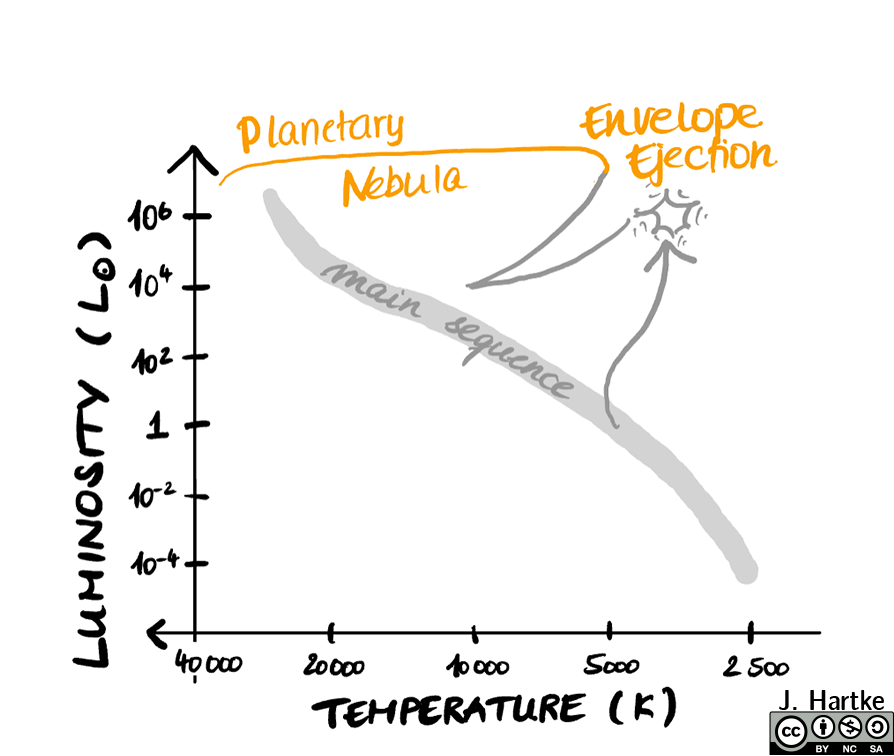 Planetary
Nebula
Envelope
Ejection
LUMINOSITY (L⊙)
10⁶
10⁴
10²
1
10⁻²
10⁻⁴
main sequence
40 000
20 000
10 000
5000
2 500
TEMPERATURE (K)
J. Hartke
cc
BY NC SA